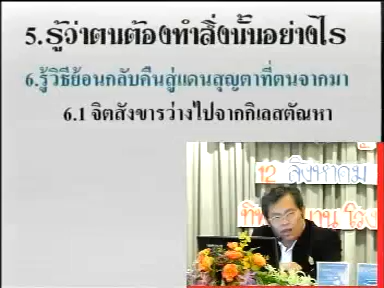 5.รู้ว่าตนต้องทำสิ่งนั้นอย่างไร
6.รู้วิธีย้อนกลับคืนสู่แดนสุญตาที่ตนจากมา
6.1 จิตสังขารว่างไปจากกิเลสตัณหา
12 สิงหาคม